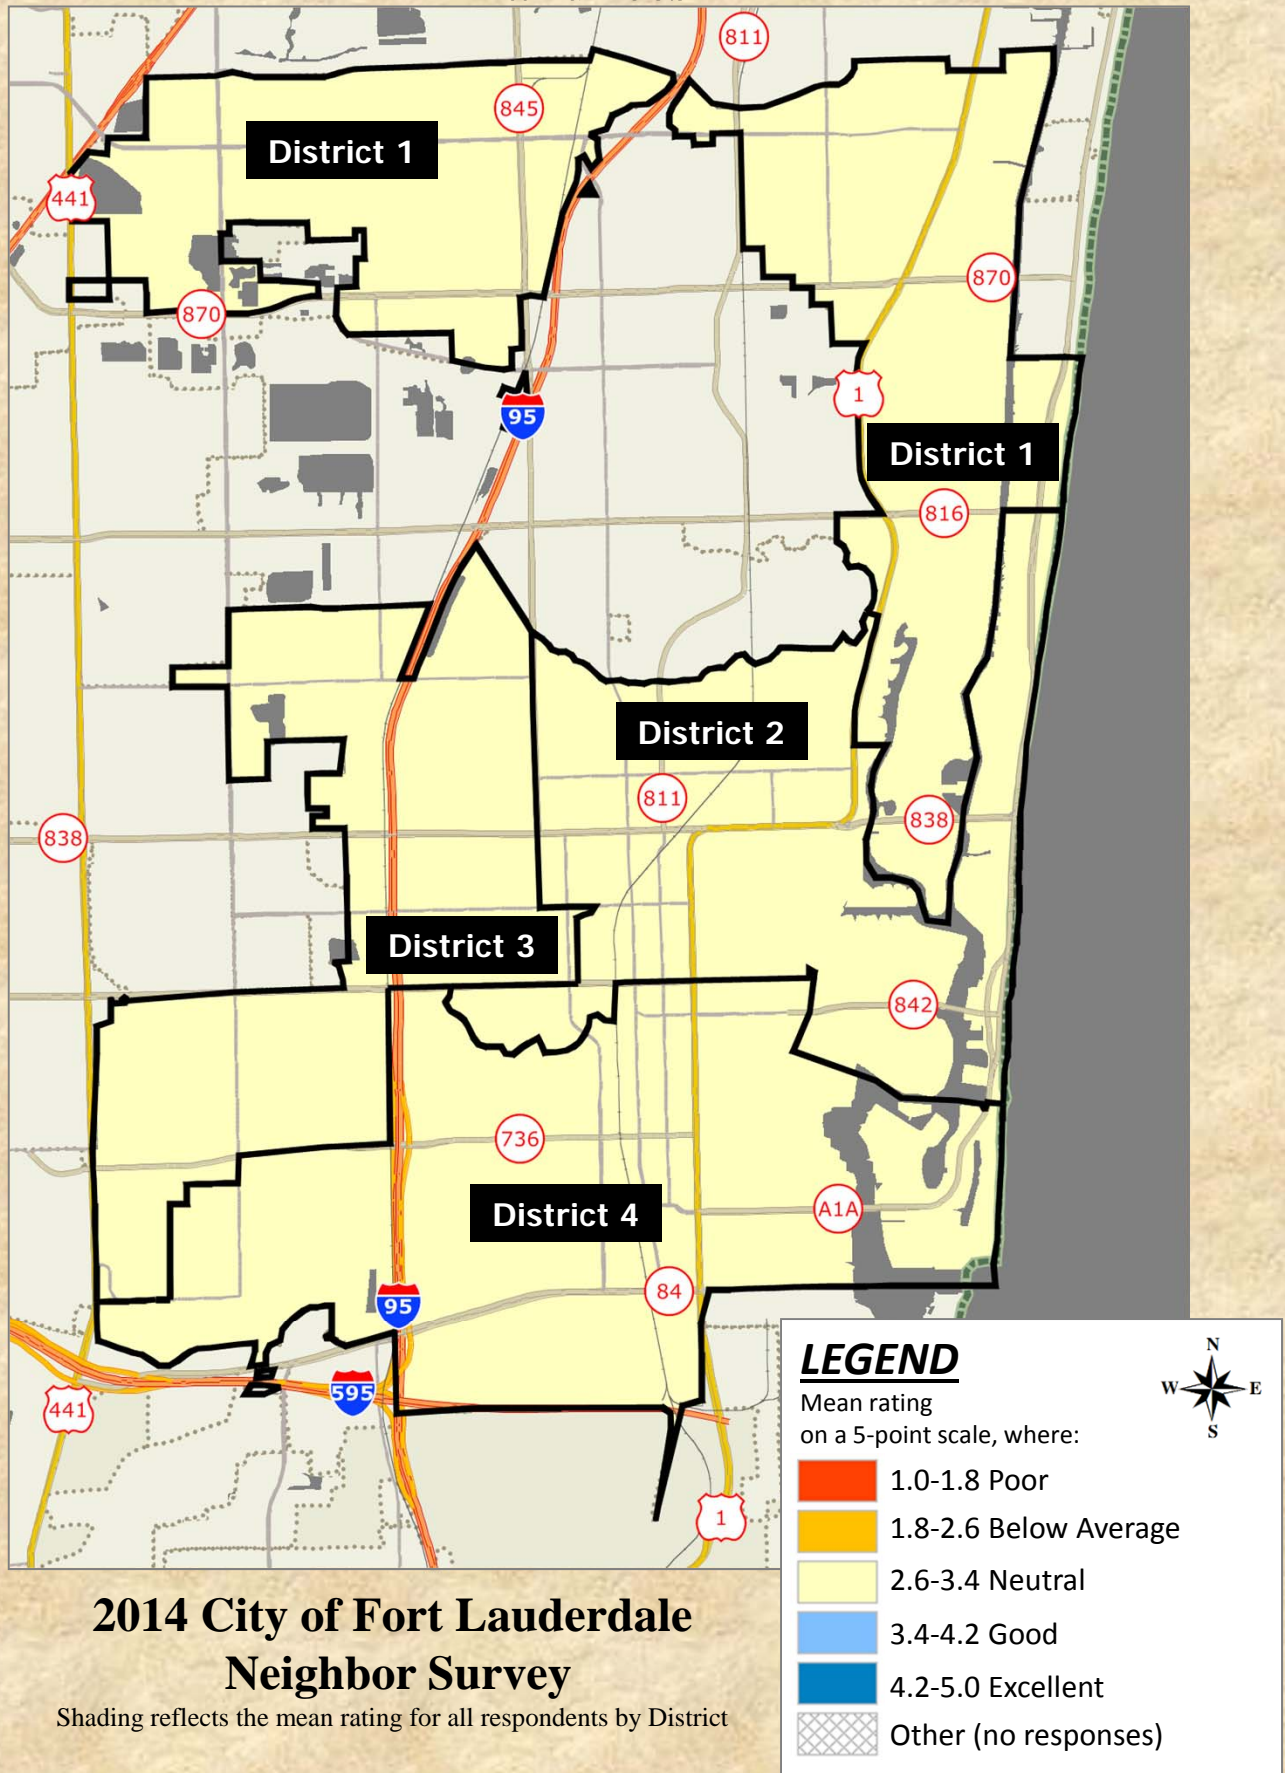 811
845
District 1
441
870
870
1
95
District 1
816
District 2
811
838
838
District 3
842
736
District 4
A1A
84
95
595
441
1
LEGEND
Mean rating
on a 5-point scale, where:
N
W E
S
1.0-1.8 Poor
1.8-2.6 Below Average
2.6-3.4 Neutral
3.4-4.2 Good
4.2-5.0 Excellent
Other (no responses)
2014 City of Fort Lauderdale
Neighbor Survey
Shading reflects the mean rating for all respondents by District